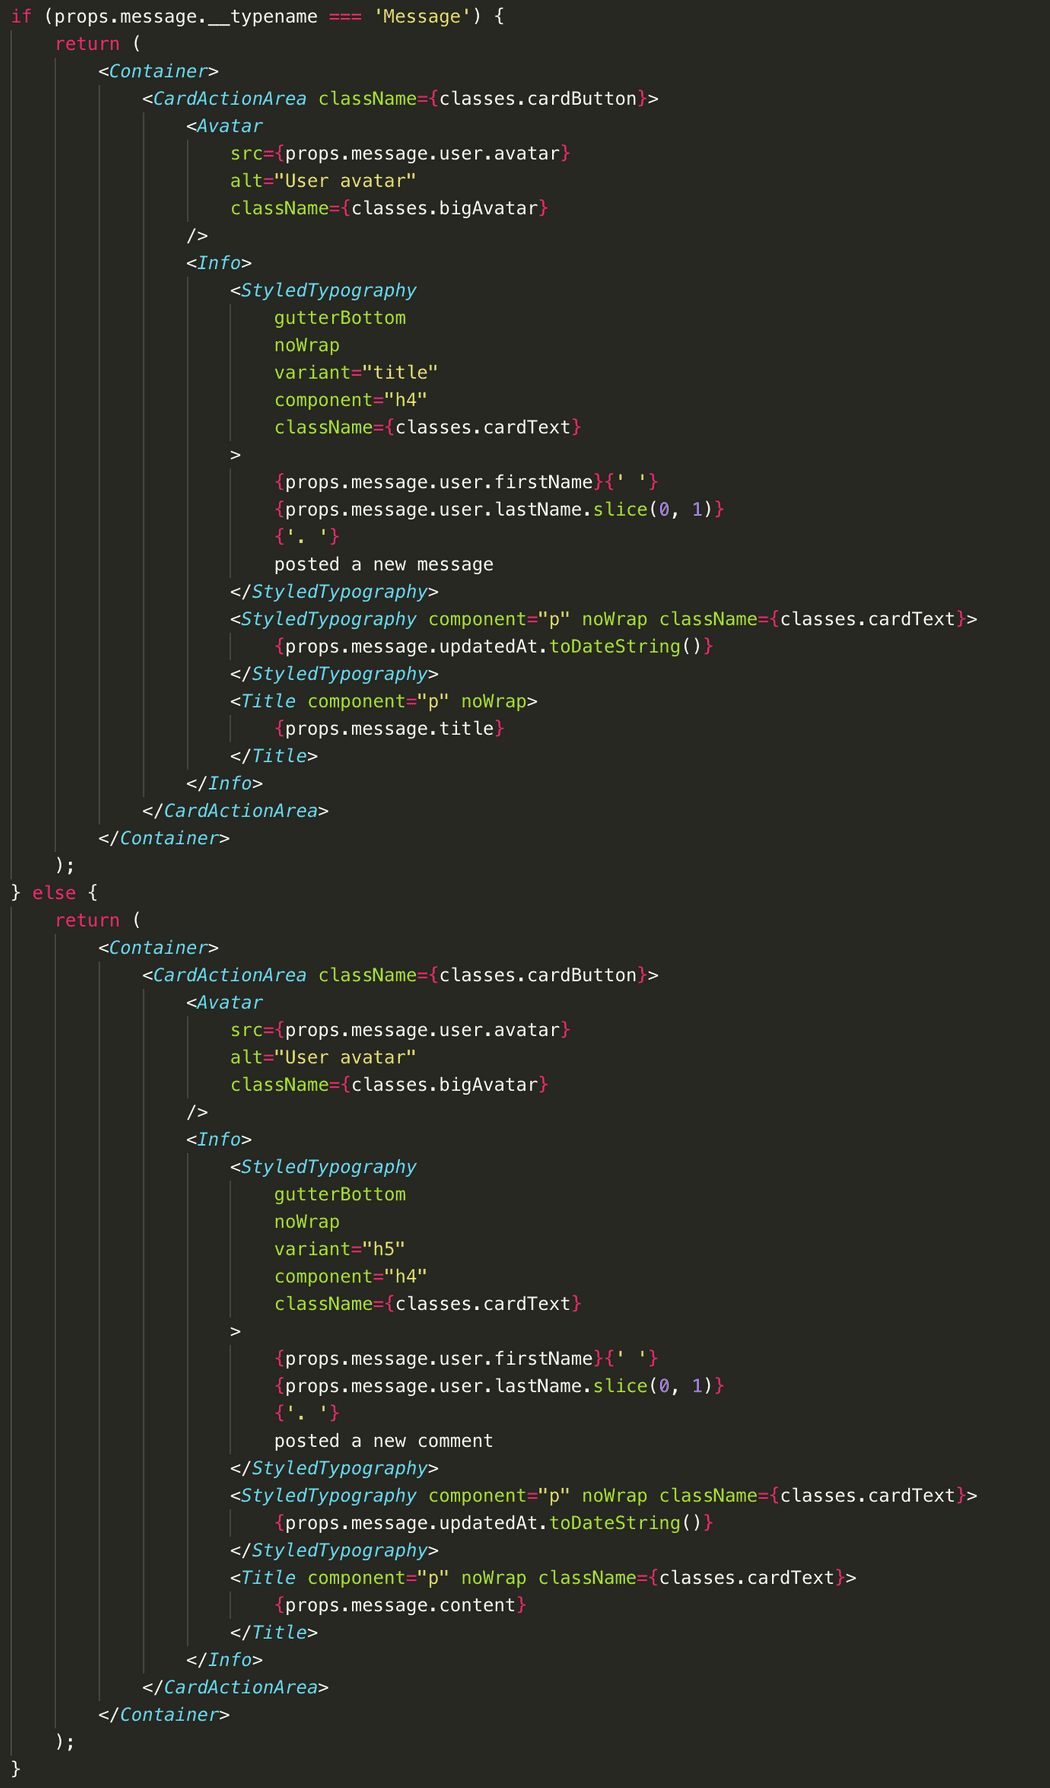 if (props.message.__typename === 'Message') {
    return (
        <Container>
            <CardActionArea className={classes.cardButton}>
                <Avatar
                    src={props.message.user.avatar}
                    alt="User avatar"
                    className={classes.bigAvatar}
                />
                <Info>
                    <StyledTypography
                        gutterBottom
                        noWrap
                        variant="title"
                        component="h4"
                        className={classes.cardText}
                    >
                        {props.message.user.firstName}{' '}
                        {props.message.user.lastName.slice(0, 1)}
                        {'. '}
                        posted a new message
                    </StyledTypography>
                    <StyledTypography component="p" noWrap className={classes.cardText}>
                        {props.message.updatedAt.toDateString()}
                    </StyledTypography>
                    <Title component="p" noWrap>
                        {props.message.title}
                    </Title>
                </Info>
            </CardActionArea>
        </Container>
    );
} else {
    return (
        <Container>
            <CardActionArea className={classes.cardButton}>
                <Avatar
                    src={props.message.user.avatar}
                    alt="User avatar"
                    className={classes.bigAvatar}
                />
                <Info>
                    <StyledTypography
                        gutterBottom
                        noWrap
                        variant="h5"
                        component="h4"
                        className={classes.cardText}
                    >
                        {props.message.user.firstName}{' '}
                        {props.message.user.lastName.slice(0, 1)}
                        {'. '}
                        posted a new comment
                    </StyledTypography>
                    <StyledTypography component="p" noWrap className={classes.cardText}>
                        {props.message.updatedAt.toDateString()}
                    </StyledTypography>
                    <Title component="p" noWrap className={classes.cardText}>
                        {props.message.content}
                    </Title>
                </Info>
            </CardActionArea>
        </Container>
    );
}